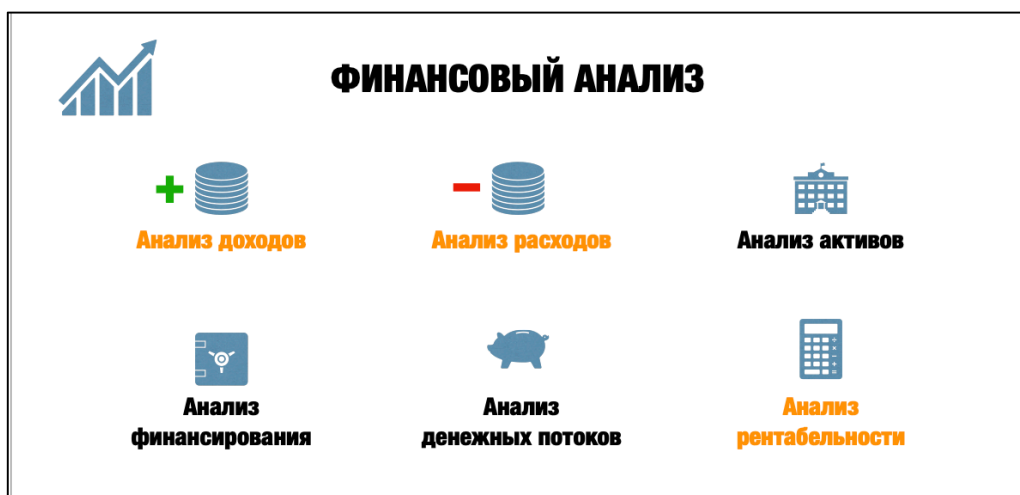 ФИНАНСОВЫЙ АНАЛИЗ
Анализ доходов
Анализ расходов
Анализ активов
Анализ
финансирования
Анализ
денежных потоков
Анализ
рентабельности